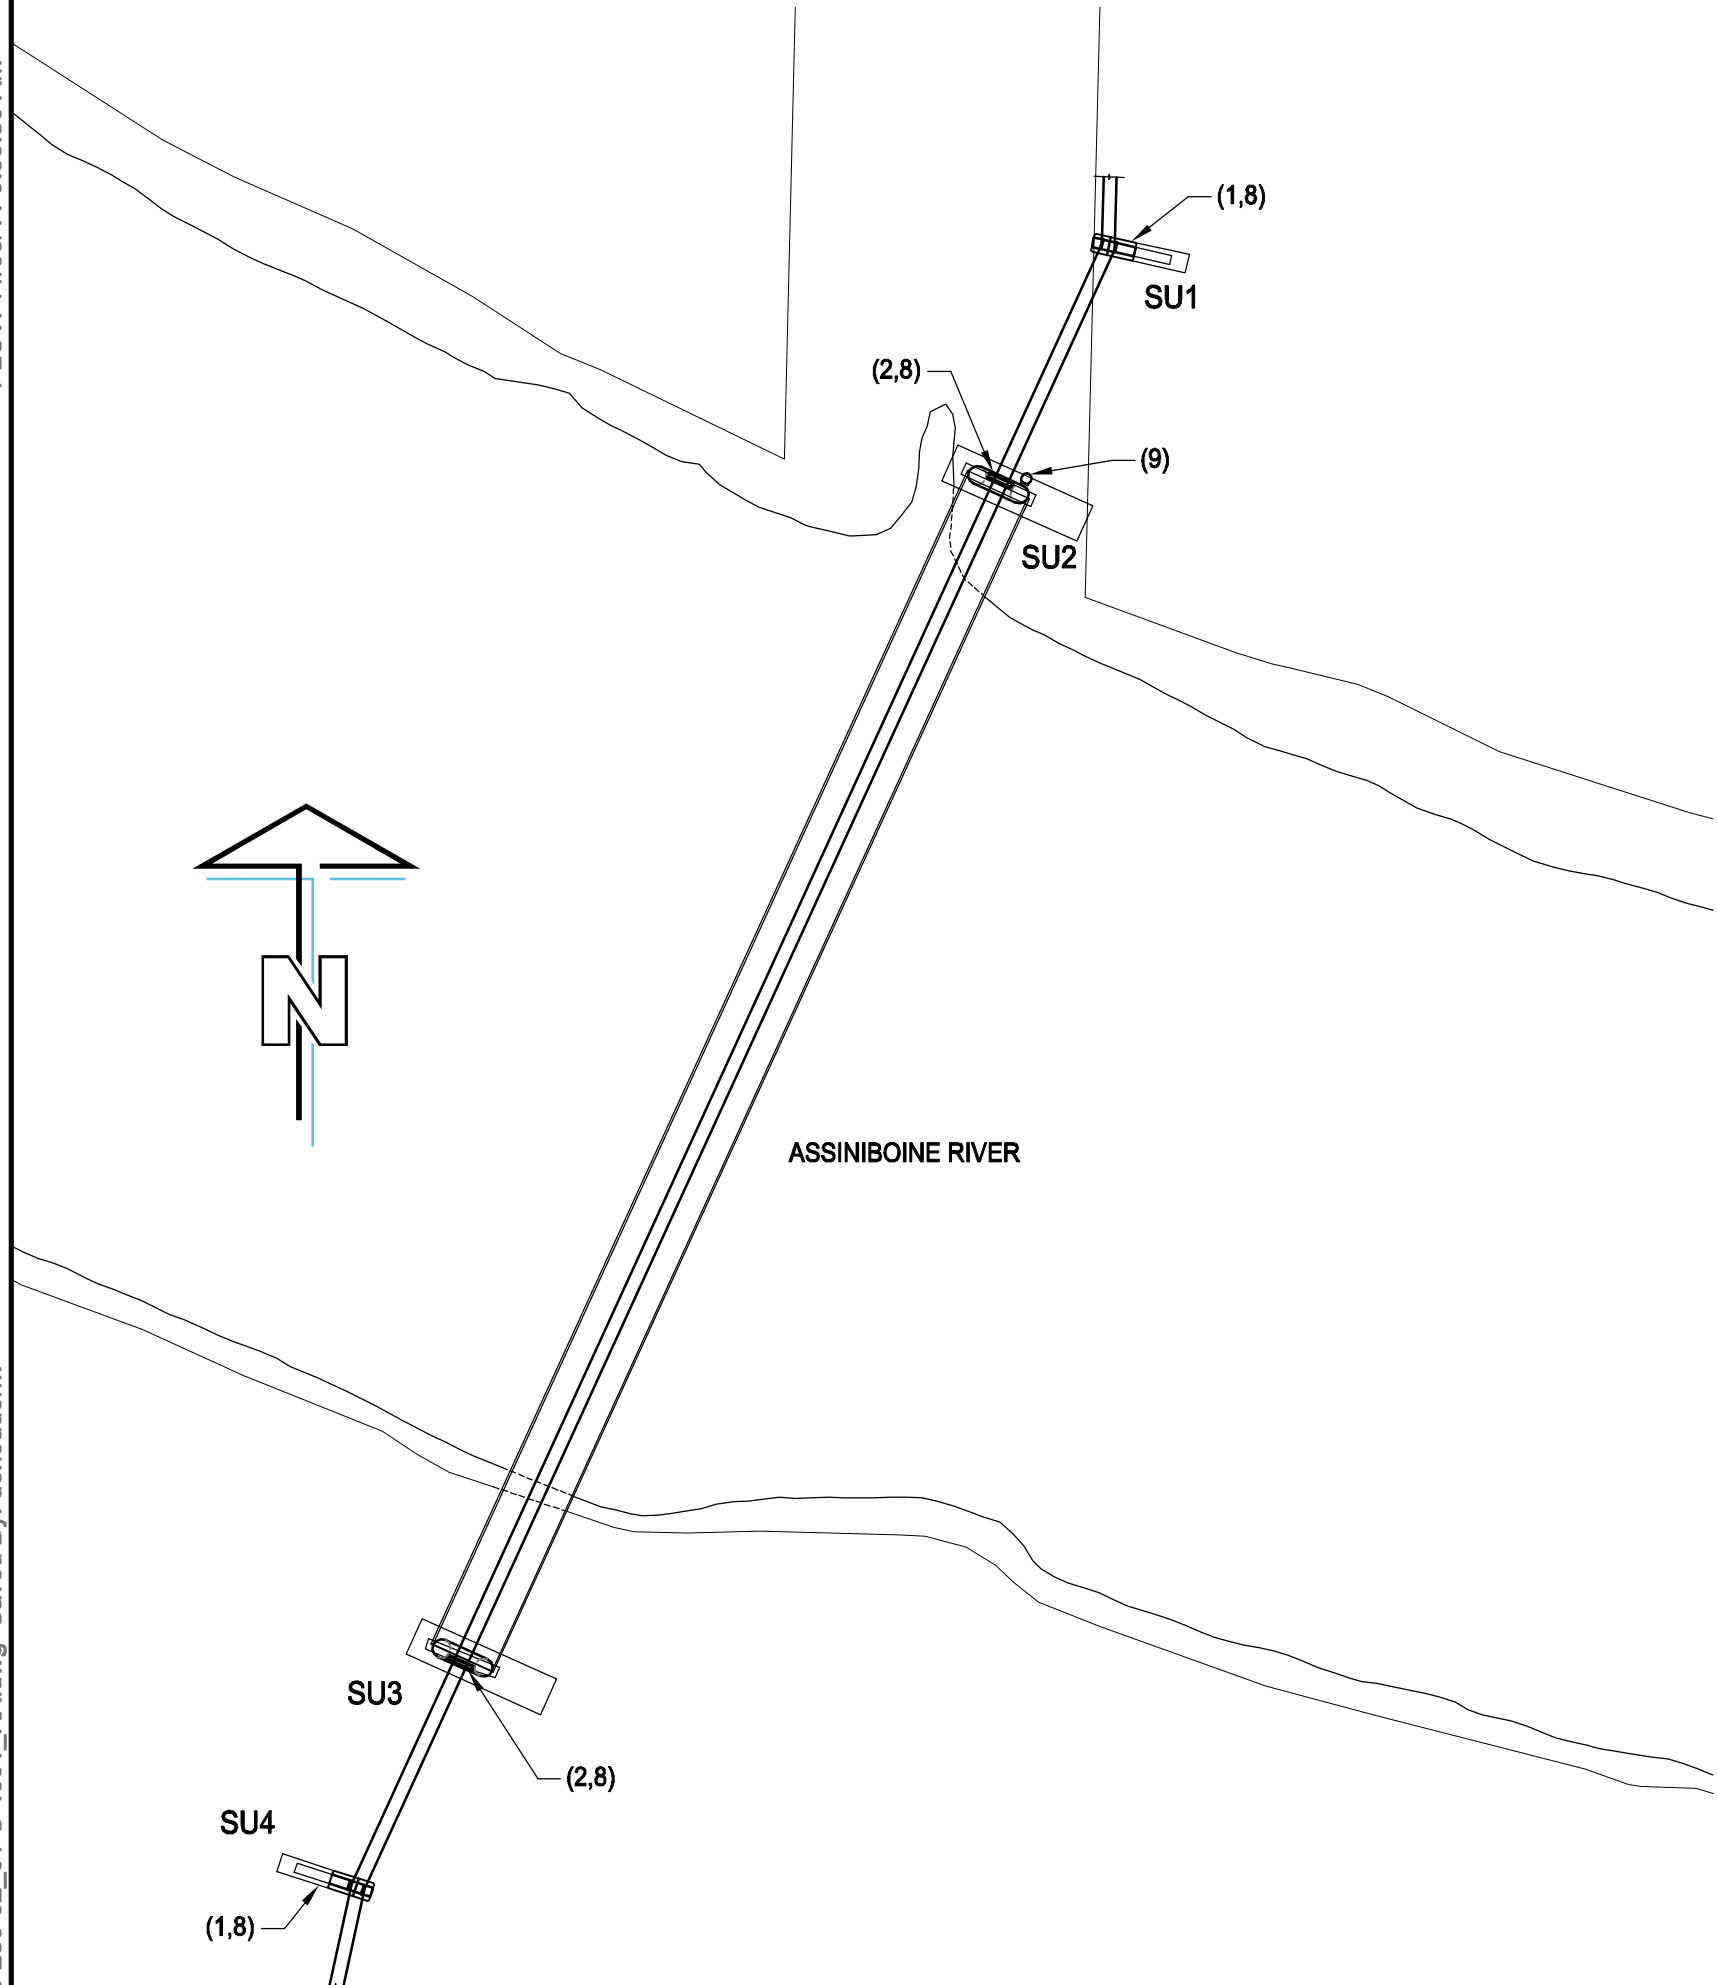 (1,8)
SU1
(2,8)
(9)
SU2
N
ASSINIBOINE RIVER
SU3
(2,8)
SU4
(1,8)